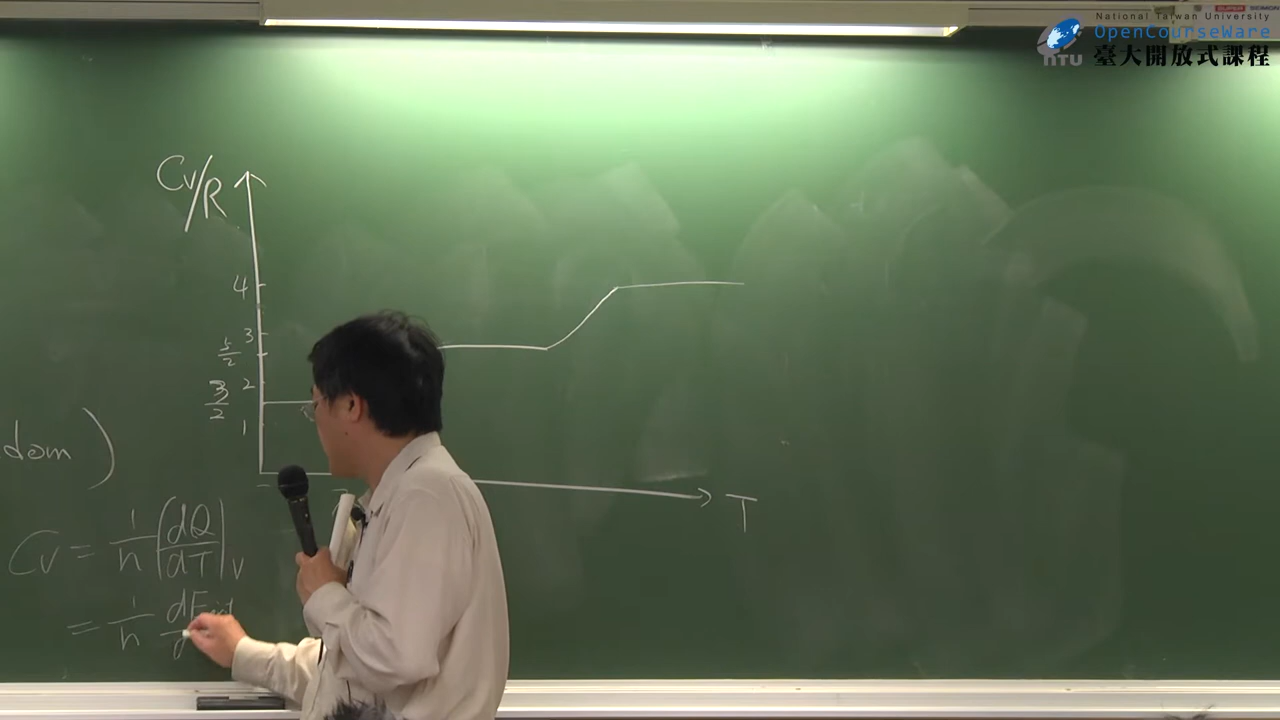 National Taiwan University
OpenCourseWare
NTU 臺大開放式課程
Cv/R
4
3
5/2
2
3/2
1
T
dom )
Cv = 1/n (dQ/dT)v
= 1/n